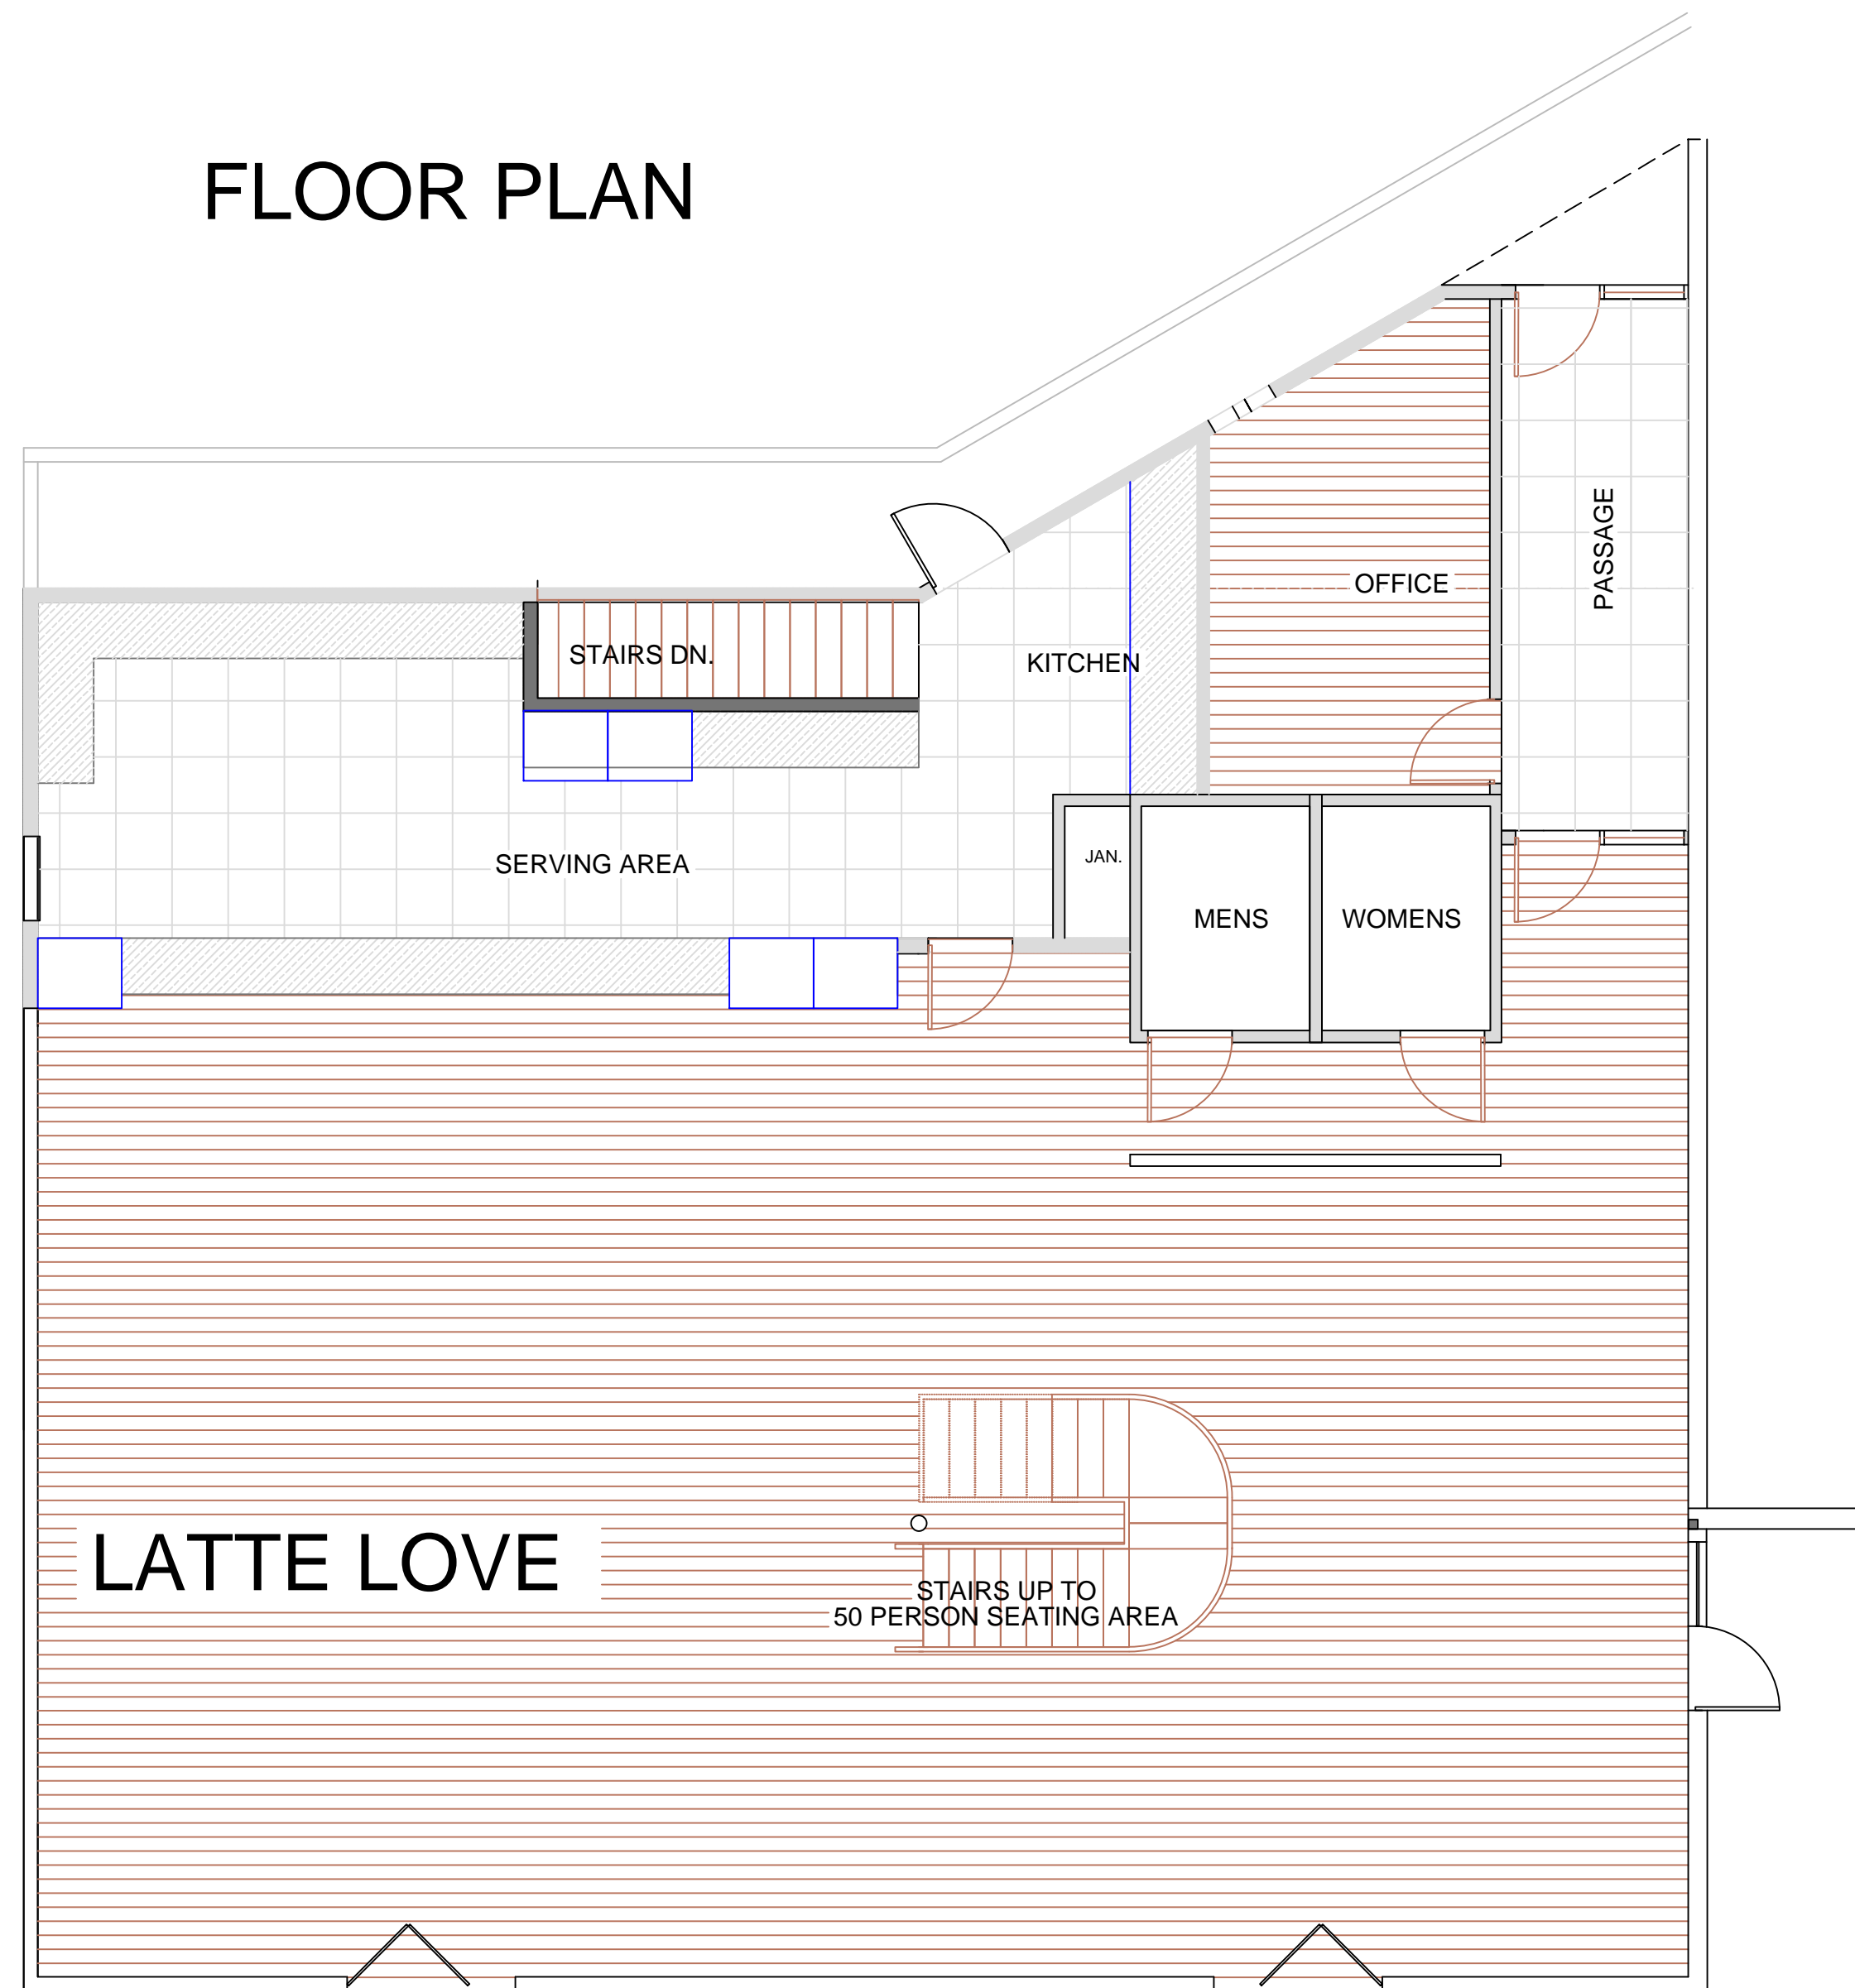 FLOOR PLAN
PASSAGE
OFFICE
STAIRS DN.
KITCHEN
JAN.
SERVING AREA
MENS
WOMENS
LATTE LOVE
STAIRS UP TO
50 PERSON SEATING AREA